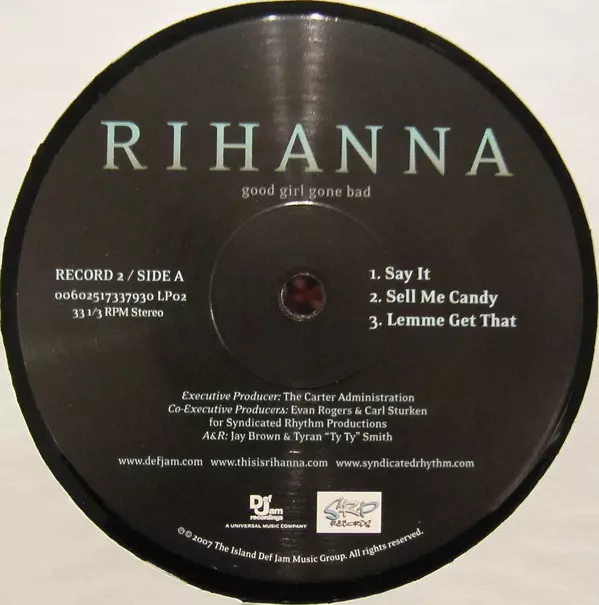 RIHANNA
good girl gone bad
RECORD 2 / SIDE A
00602517337930 LP02
33 1/3 RPM Stereo
1. Say It
2. Sell Me Candy
3. Lemme Get That
Executive Producer: The Carter Administration
Co-Executive Producers: Evan Rogers & Carl Sturken
for Syndicated Rhythm Productions
A&R: Jay Brown & Tyran "Ty Ty" Smith
www.defjam.com www.thisisrihanna.com www.syndicatedrhythm.com
Def Jam
recordings
A UNIVERSAL MUSIC COMPANY
SRP
RECORDS
℗©2007 The Island Def Jam Music Group. All rights reserved.